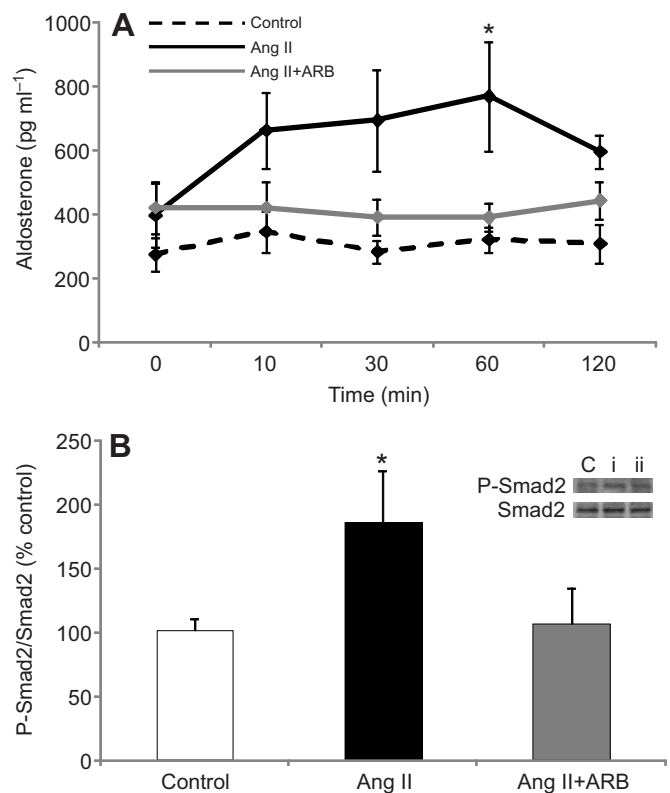 A
Control
Ang II
Ang II+ARB
*
Aldosterone (pg ml⁻¹)
1000
800
600
400
200
0
0 10 30 60 120
Time (min)
B
*
C i ii
P-Smad2
Smad2
P-Smad2/Smad2 (% control)
250
200
150
100
50
0
Control Ang II Ang II+ARB